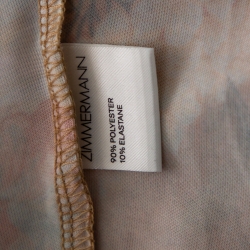 ZIMMERMANN
90% POLYESTER
10% ELASTANE